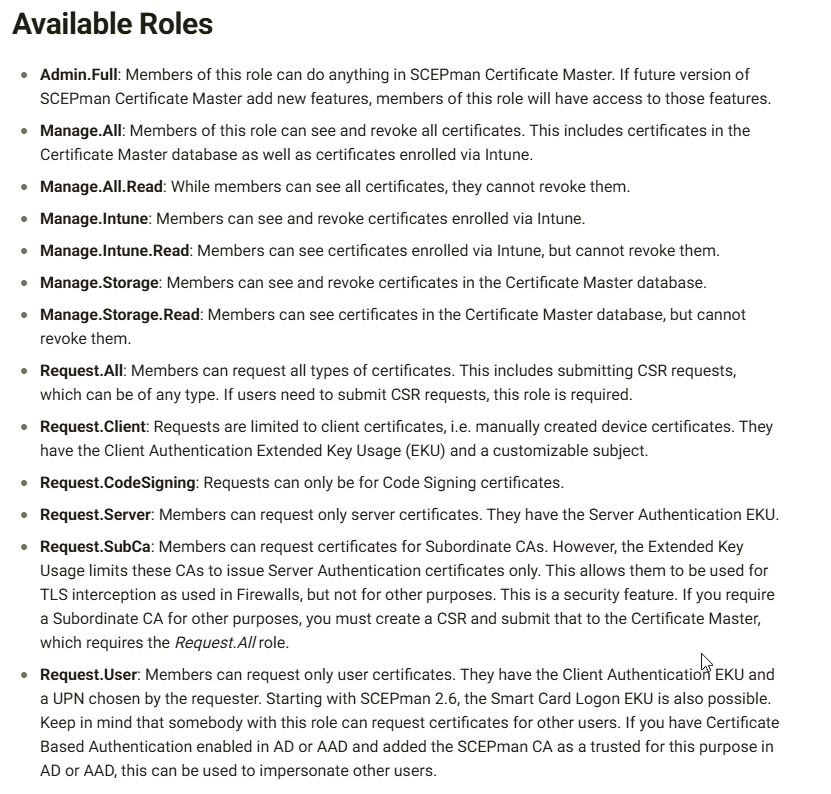 Available Roles
Admin.Full: Members of this role can do anything in SCEPman Certificate Master. If future version of
SCEPman Certificate Master add new features, members of this role will have access to those features.
Manage.All: Members of this role can see and revoke all certificates. This includes certificates in the
Certificate Master database as well as certificates enrolled via Intune.
Manage.All.Read: While members can see all certificates, they cannot revoke them.
Manage.Intune: Members can see and revoke certificates enrolled via Intune.
Manage.Intune.Read: Members can see certificates enrolled via Intune, but cannot revoke them.
Manage.Storage: Members can see and revoke certificates in the Certificate Master database.
Manage.Storage.Read: Members can see certificates in the Certificate Master database, but cannot
revoke them.
Request.All: Members can request all types of certificates. This includes submitting CSR requests,
which can be of any type. If users need to submit CSR requests, this role is required.
Request.Client: Requests are limited to client certificates, i.e. manually created device certificates. They
have the Client Authentication Extended Key Usage (EKU) and a customizable subject.
Request.CodeSigning: Requests can only be for Code Signing certificates.
Request.Server: Members can request only server certificates. They have the Server Authentication EKU.
Request.SubCa: Members can request certificates for Subordinate CAs. However, the Extended Key
Usage limits these CAs to issue Server Authentication certificates only. This allows them to be used for
TLS interception as used in Firewalls, but not for other purposes. This is a security feature. If you require
a Subordinate CA for other purposes, you must create a CSR and submit that to the Certificate Master,
which requires the Request.All role.
Request.User: Members can request only user certificates. They have the Client Authentication EKU and
a UPN chosen by the requester. Starting with SCEPman 2.6, the Smart Card Logon EKU is also possible.
Keep in mind that somebody with this role can request certificates for other users. If you have Certificate
Based Authentication enabled in AD or AAD and added the SCEPman CA as a trusted for this purpose in
AD or AAD, this can be used to impersonate other users.